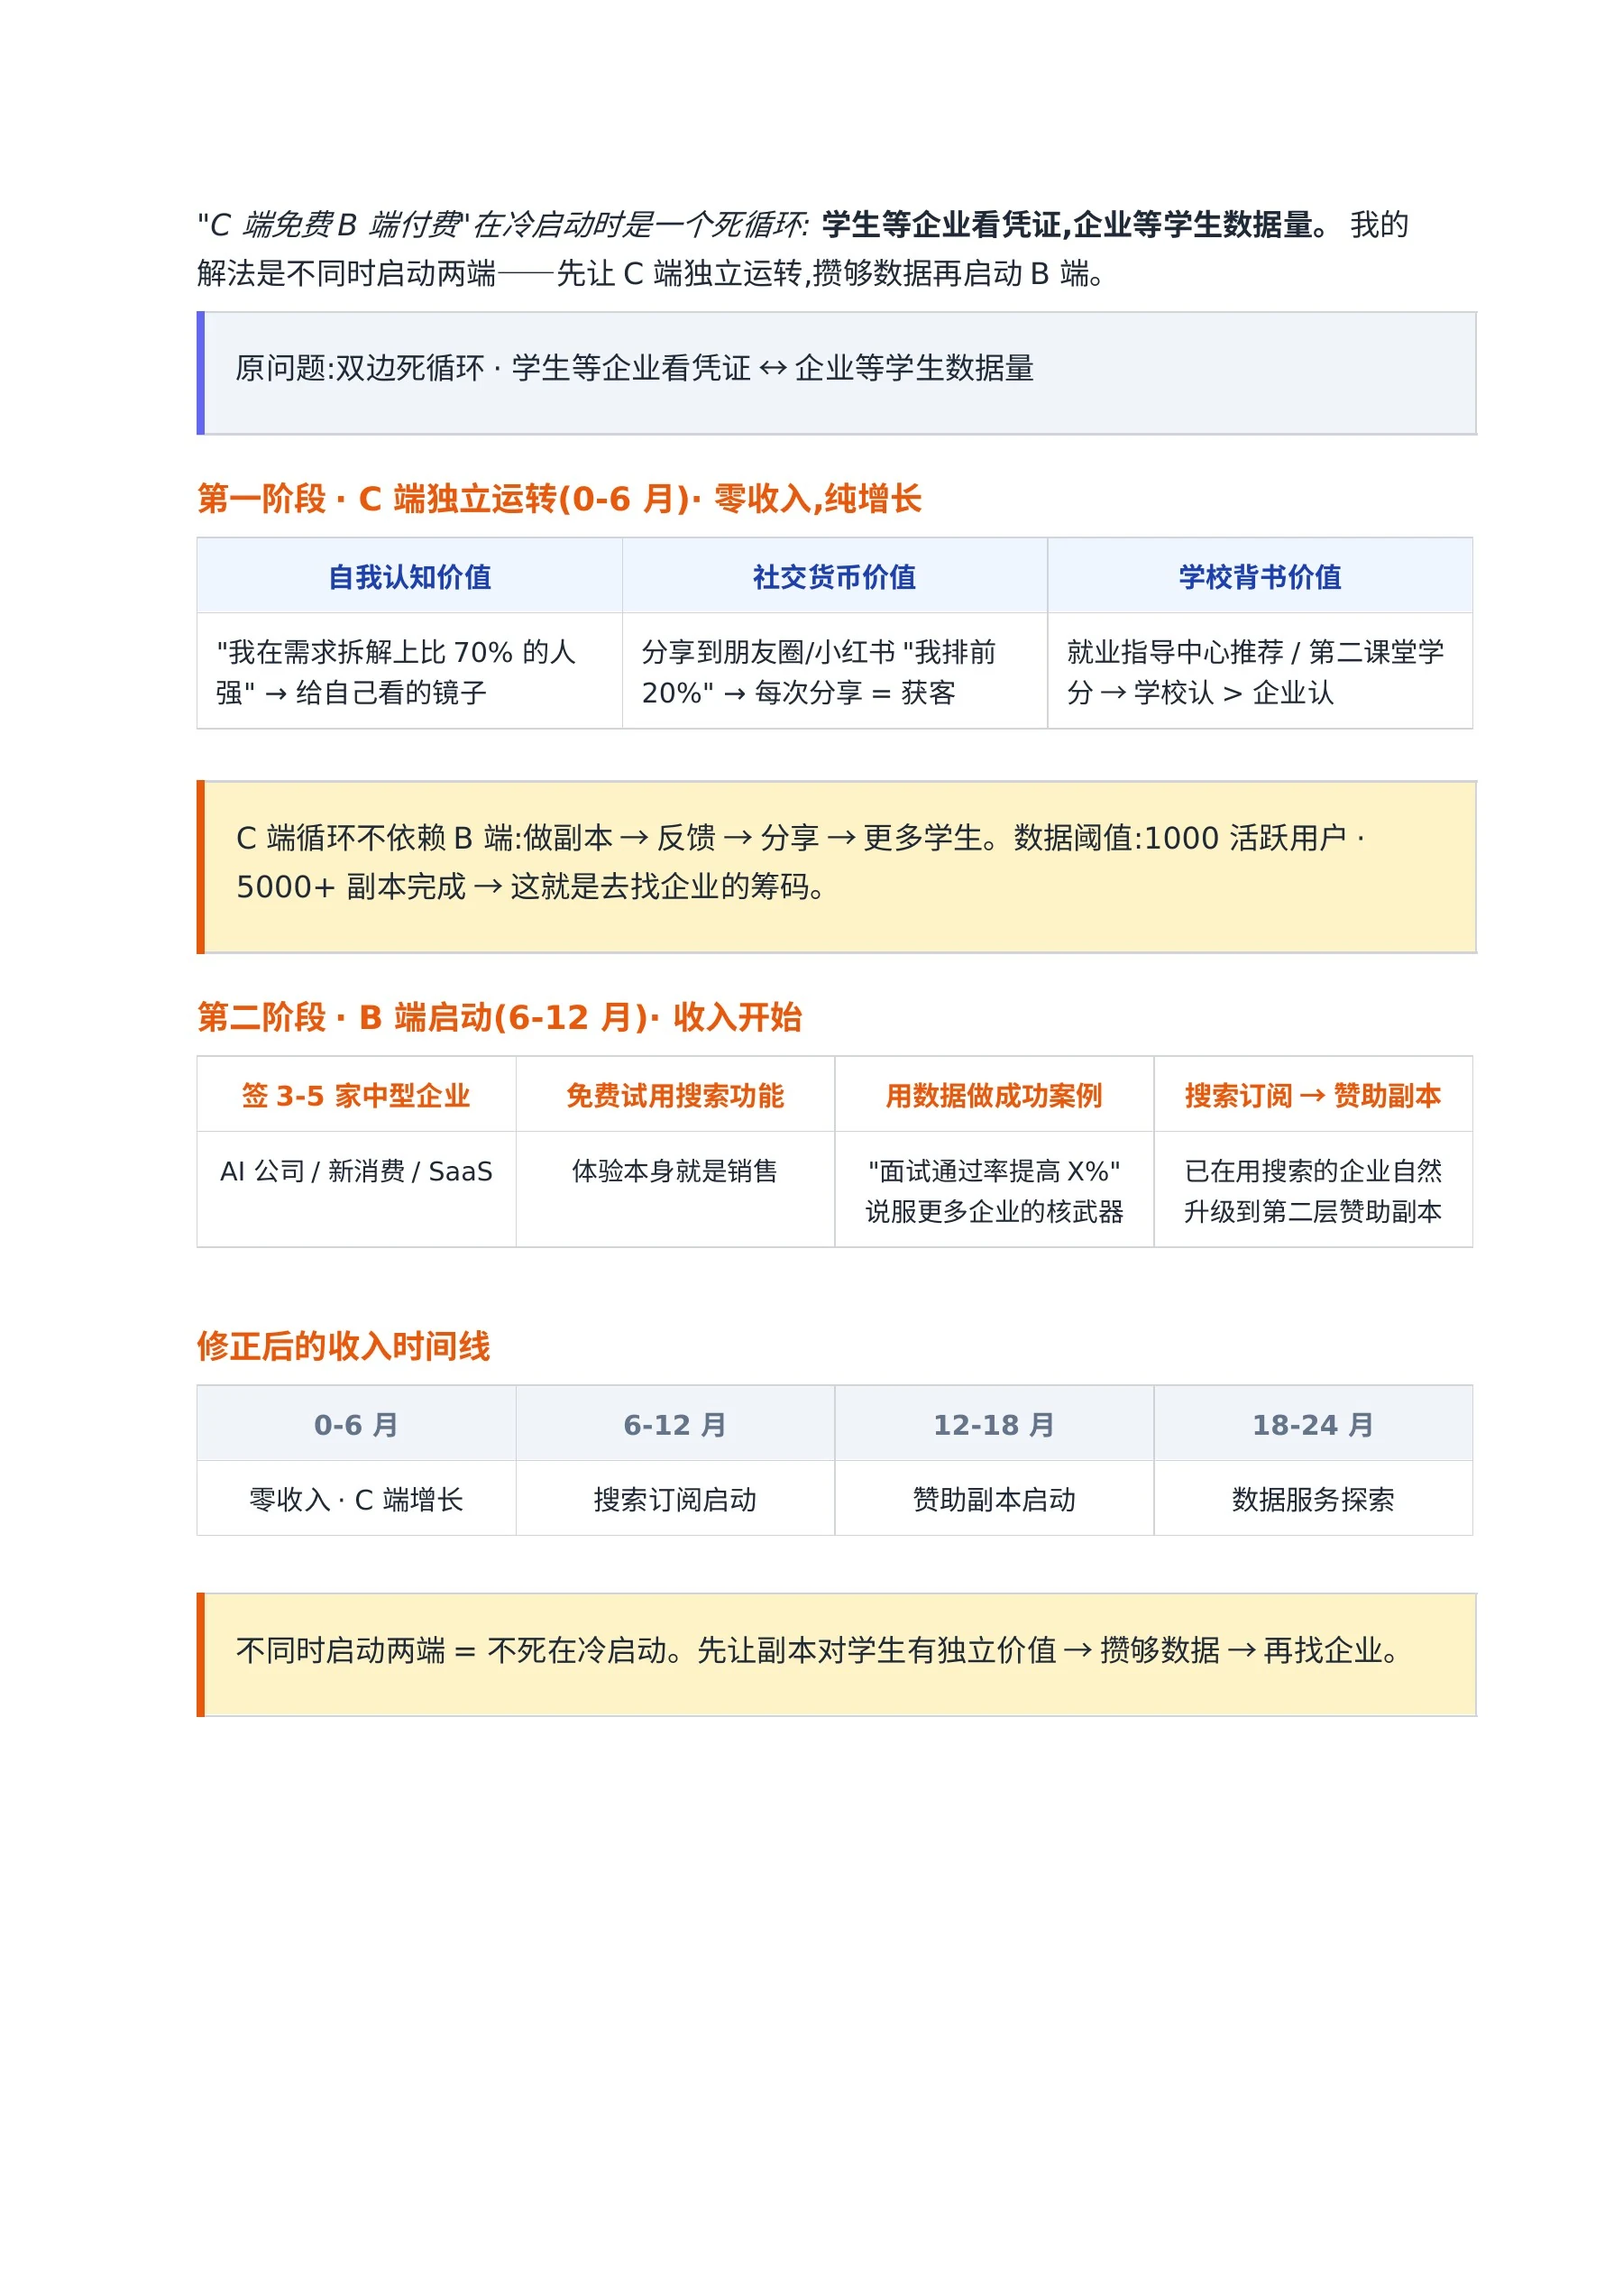 "C 端免费 B 端付费"在冷启动时是一个死循环: 学生等企业看凭证,企业等学生数据量。 我的
解法是不同时启动两端——先让 C 端独立运转,攒够数据再启动 B 端。
原问题:双边死循环 · 学生等企业看凭证 ↔ 企业等学生数据量
第一阶段 · C 端独立运转(0-6 月)· 零收入,纯增长
自我认知价值
社交货币价值
学校背书价值
"我在需求拆解上比 70% 的人
强" → 给自己看的镜子
分享到朋友圈/小红书 "我排前
20%" → 每次分享 = 获客
就业指导中心推荐 / 第二课堂学
分 → 学校认 > 企业认
C 端循环不依赖 B 端:做副本 → 反馈 → 分享 → 更多学生。数据阈值:1000 活跃用户 ·
5000+ 副本完成 → 这就是去找企业的筹码。
第二阶段 · B 端启动(6-12 月)· 收入开始
签 3-5 家中型企业
免费试用搜索功能
用数据做成功案例
搜索订阅 → 赞助副本
AI 公司 / 新消费 / SaaS
体验本身就是销售
"面试通过率提高 X%"
说服更多企业的核武器
已在用搜索的企业自然
升级到第二层赞助副本
修正后的收入时间线
0-6 月
6-12 月
12-18 月
18-24 月
零收入 · C 端增长
搜索订阅启动
赞助副本启动
数据服务探索
不同时启动两端 = 不死在冷启动。先让副本对学生有独立价值 → 攒够数据 → 再找企业。